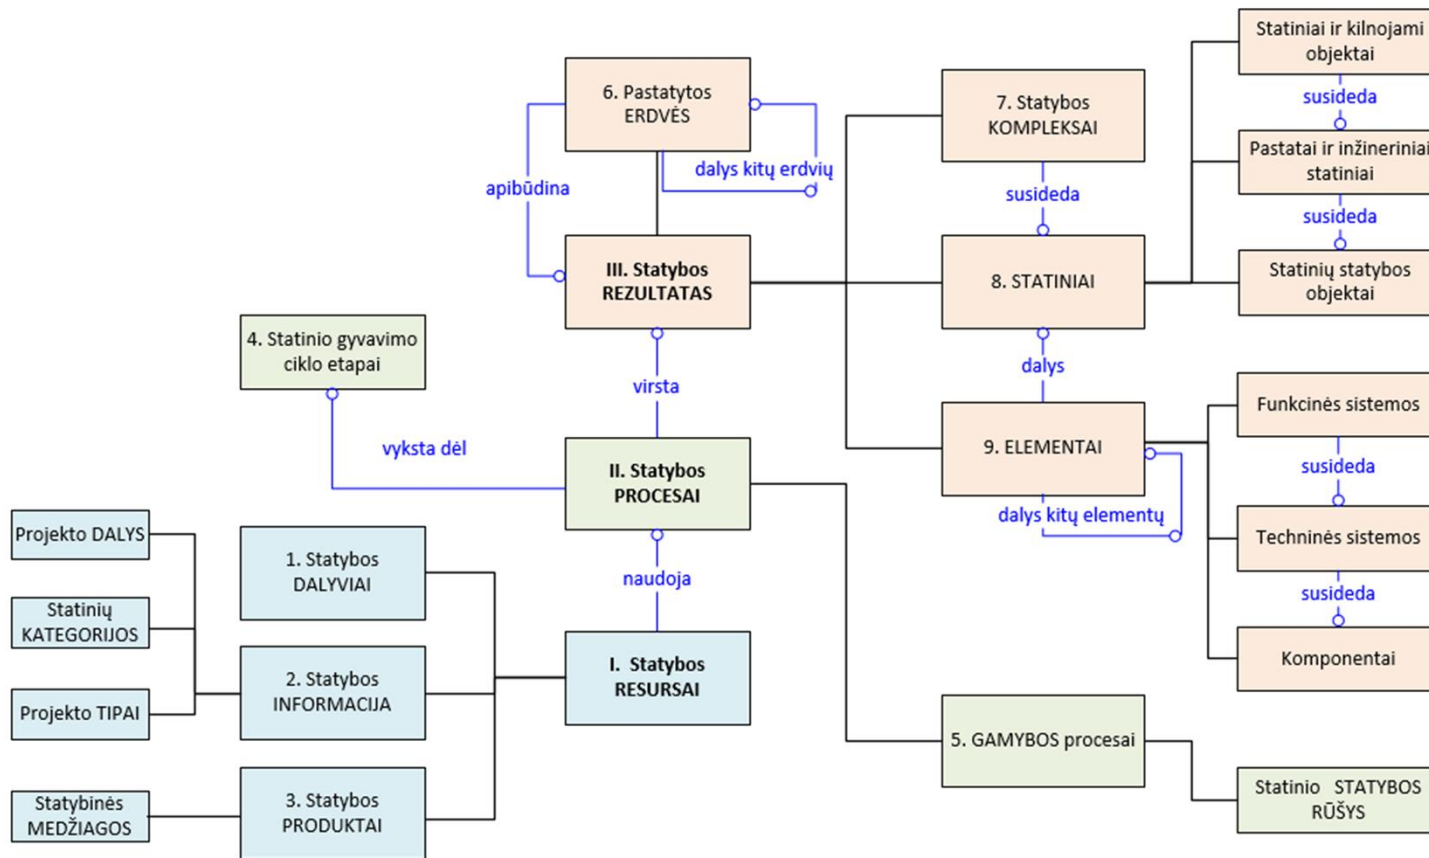 Statiniai ir kilnojami
objektai
6. Pastatytos
ERDVĖS
7. Statybos
KOMPLEKSAI
susideda
Pastatai ir inžineriniai
statiniai
dalys kitų erdvių
apibūdina
susideda
susideda
III. Statybos
REZULTATAS
8. STATINIAI
Statinių statybos
objektai
4. Statinio gyvavimo
ciklo etapai
virsta
dalys
Funkcinės sistemos
vyksta dėl
9. ELEMENTAI
susideda
II. Statybos
PROCESAI
dalys kitų elementų
Projekto DALYS
1. Statybos
DALYVIAI
Techninės sistemos
naudoja
susideda
Statinių
KATEGORIJOS
I. Statybos
RESURSAI
Komponentai
2. Statybos
INFORMACIJA
Projekto TIPAI
5. GAMYBOS procesai
Statybinės
MEDŽIAGOS
3. Statybos
PRODUKTAI
Statinio STATYBOS
RŪŠYS